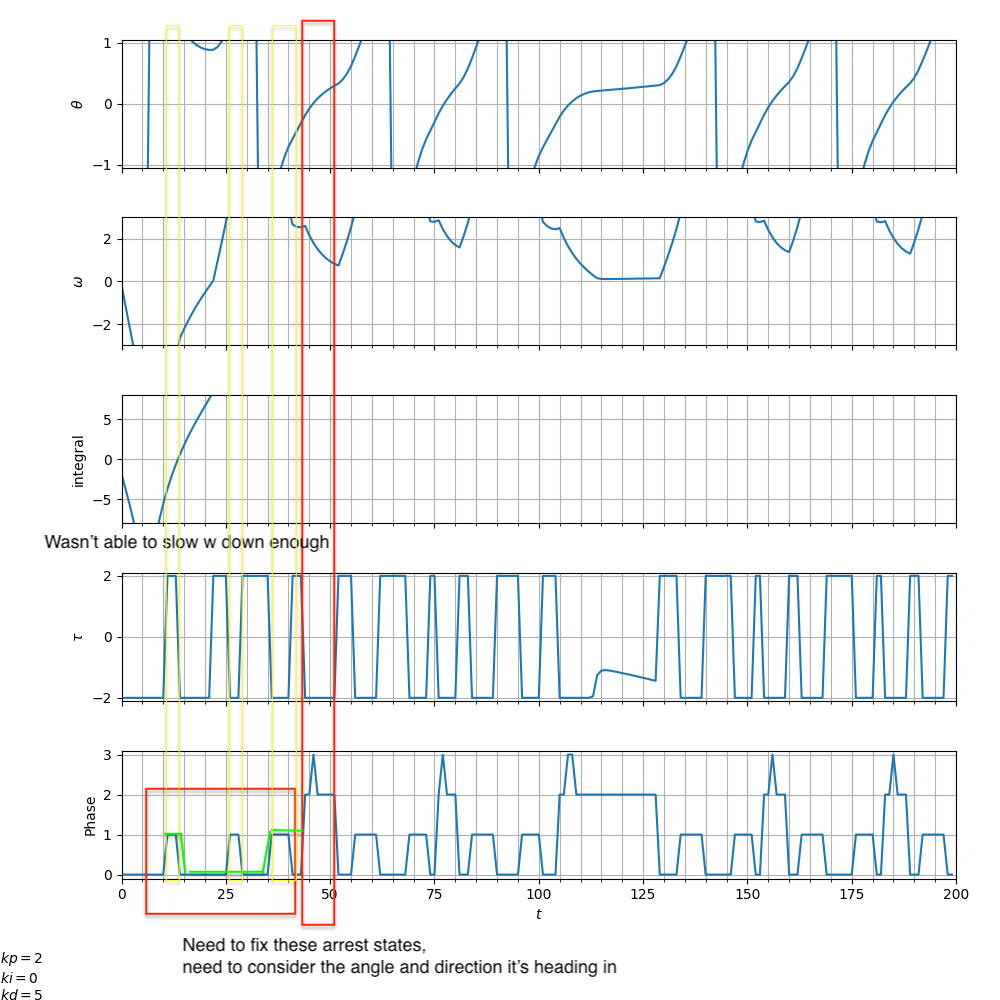 1
0
−1
θ
2
0
−2
ω
5
0
−5
integral
Wasn't able to slow w down enough
2
0
−2
τ
3
2
1
0
Phase
0 25 50 75 100 125 150 175 200
t
Need to fix these arrest states,
need to consider the angle and direction it's heading in
kp = 2
ki = 0
kd = 5